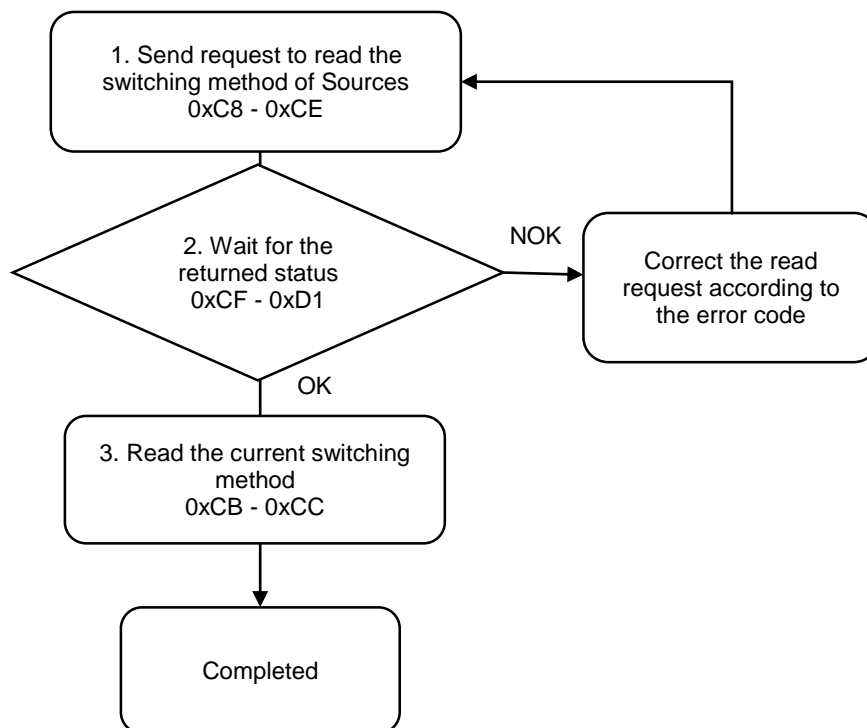 1. Send request to read the
switching method of Sources
0xC8 - 0xCE
2. Wait for the
returned status
0xCF - 0xD1
NOK
Correct the read
request according to
the error code
OK
3. Read the current switching
method
0xCB - 0xCC
Completed